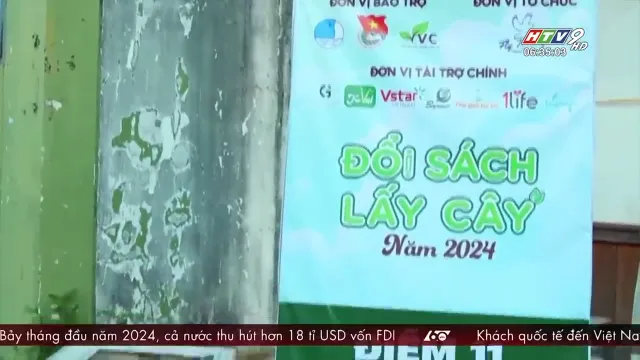 ĐƠN VỊ BẢO TRỢ
ĐƠN VỊ TỔ CHỨC
YVC
HTV9 HD
06:35:03
ĐƠN VỊ TÀI TRỢ CHÍNH
Vstar
1life
ĐỔI SÁCH
LẤY CÂY
Năm 2024
ĐIỂM 11
Bảy tháng đầu năm 2024, cả nước thu hút hơn 18 tỉ USD vốn FDI
Khách quốc tế đến Việt Na